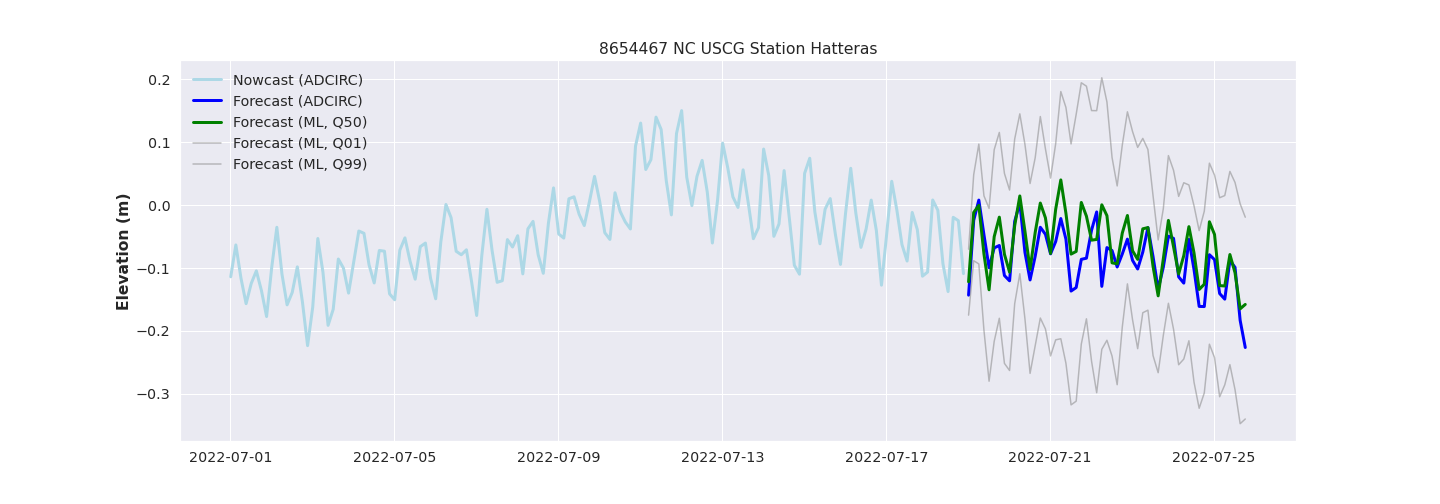 8654467 NC USCG Station Hatteras
Nowcast (ADCIRC)
Forecast (ADCIRC)
Forecast (ML, Q50)
Forecast (ML, Q01)
Forecast (ML, Q99)
Elevation (m)
0.2
0.1
0.0
−0.1
−0.2
−0.3
2022-07-01
2022-07-05
2022-07-09
2022-07-13
2022-07-17
2022-07-21
2022-07-25